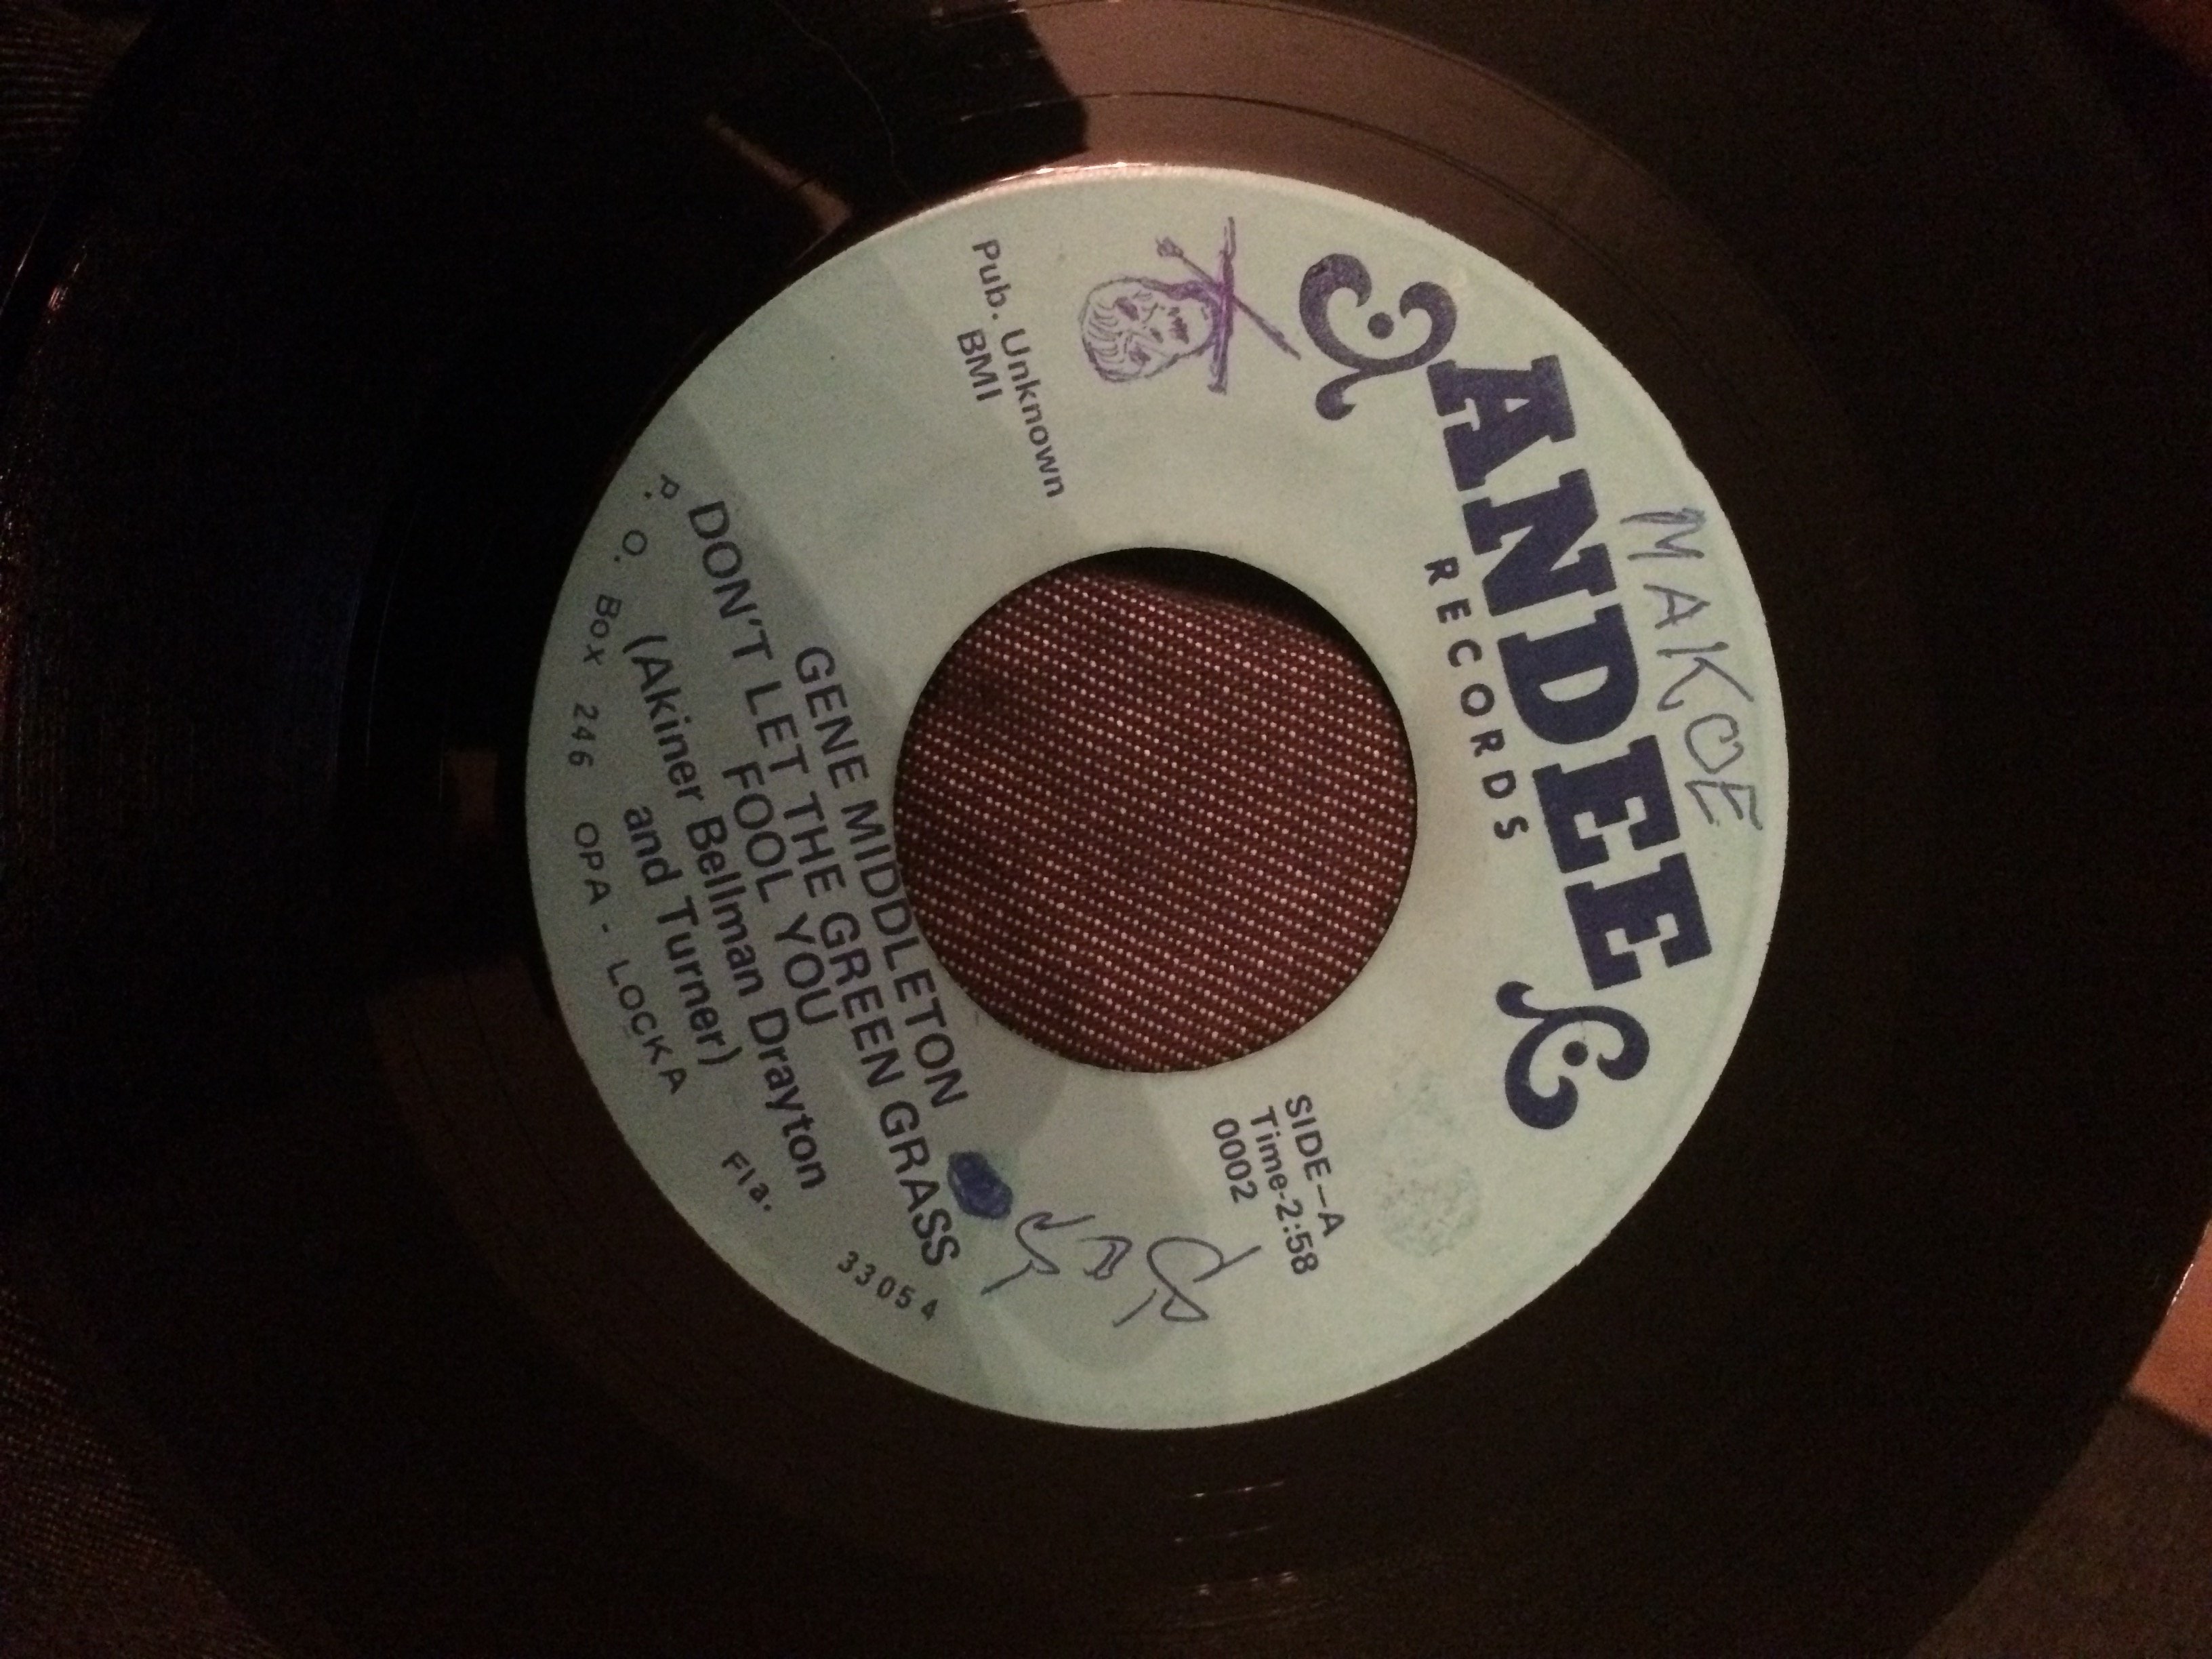 MAKOE
ANDEE
RECORDS
Pub. Unknown
BMI
SIDE—A
Time-2:58
0002
GENE MIDDLETON
DON'T LET THE GREEN GRASS
FOOL YOU
(Akiner Bellman Drayton
and Turner)
P. O. Box 246 OPA-LOCKA Fla. 33054